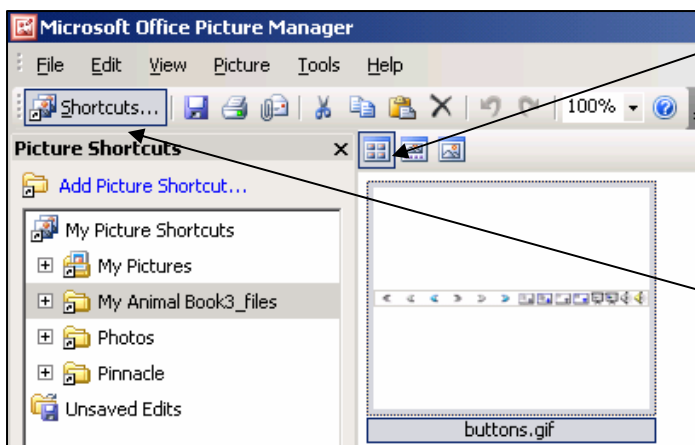 Microsoft Office Picture Manager
File Edit View Picture Tools Help
Shortcuts... 100%
Picture Shortcuts
Add Picture Shortcut...
My Picture Shortcuts
My Pictures
My Animal Book3_files
Photos
Pinnacle
Unsaved Edits
buttons.gif